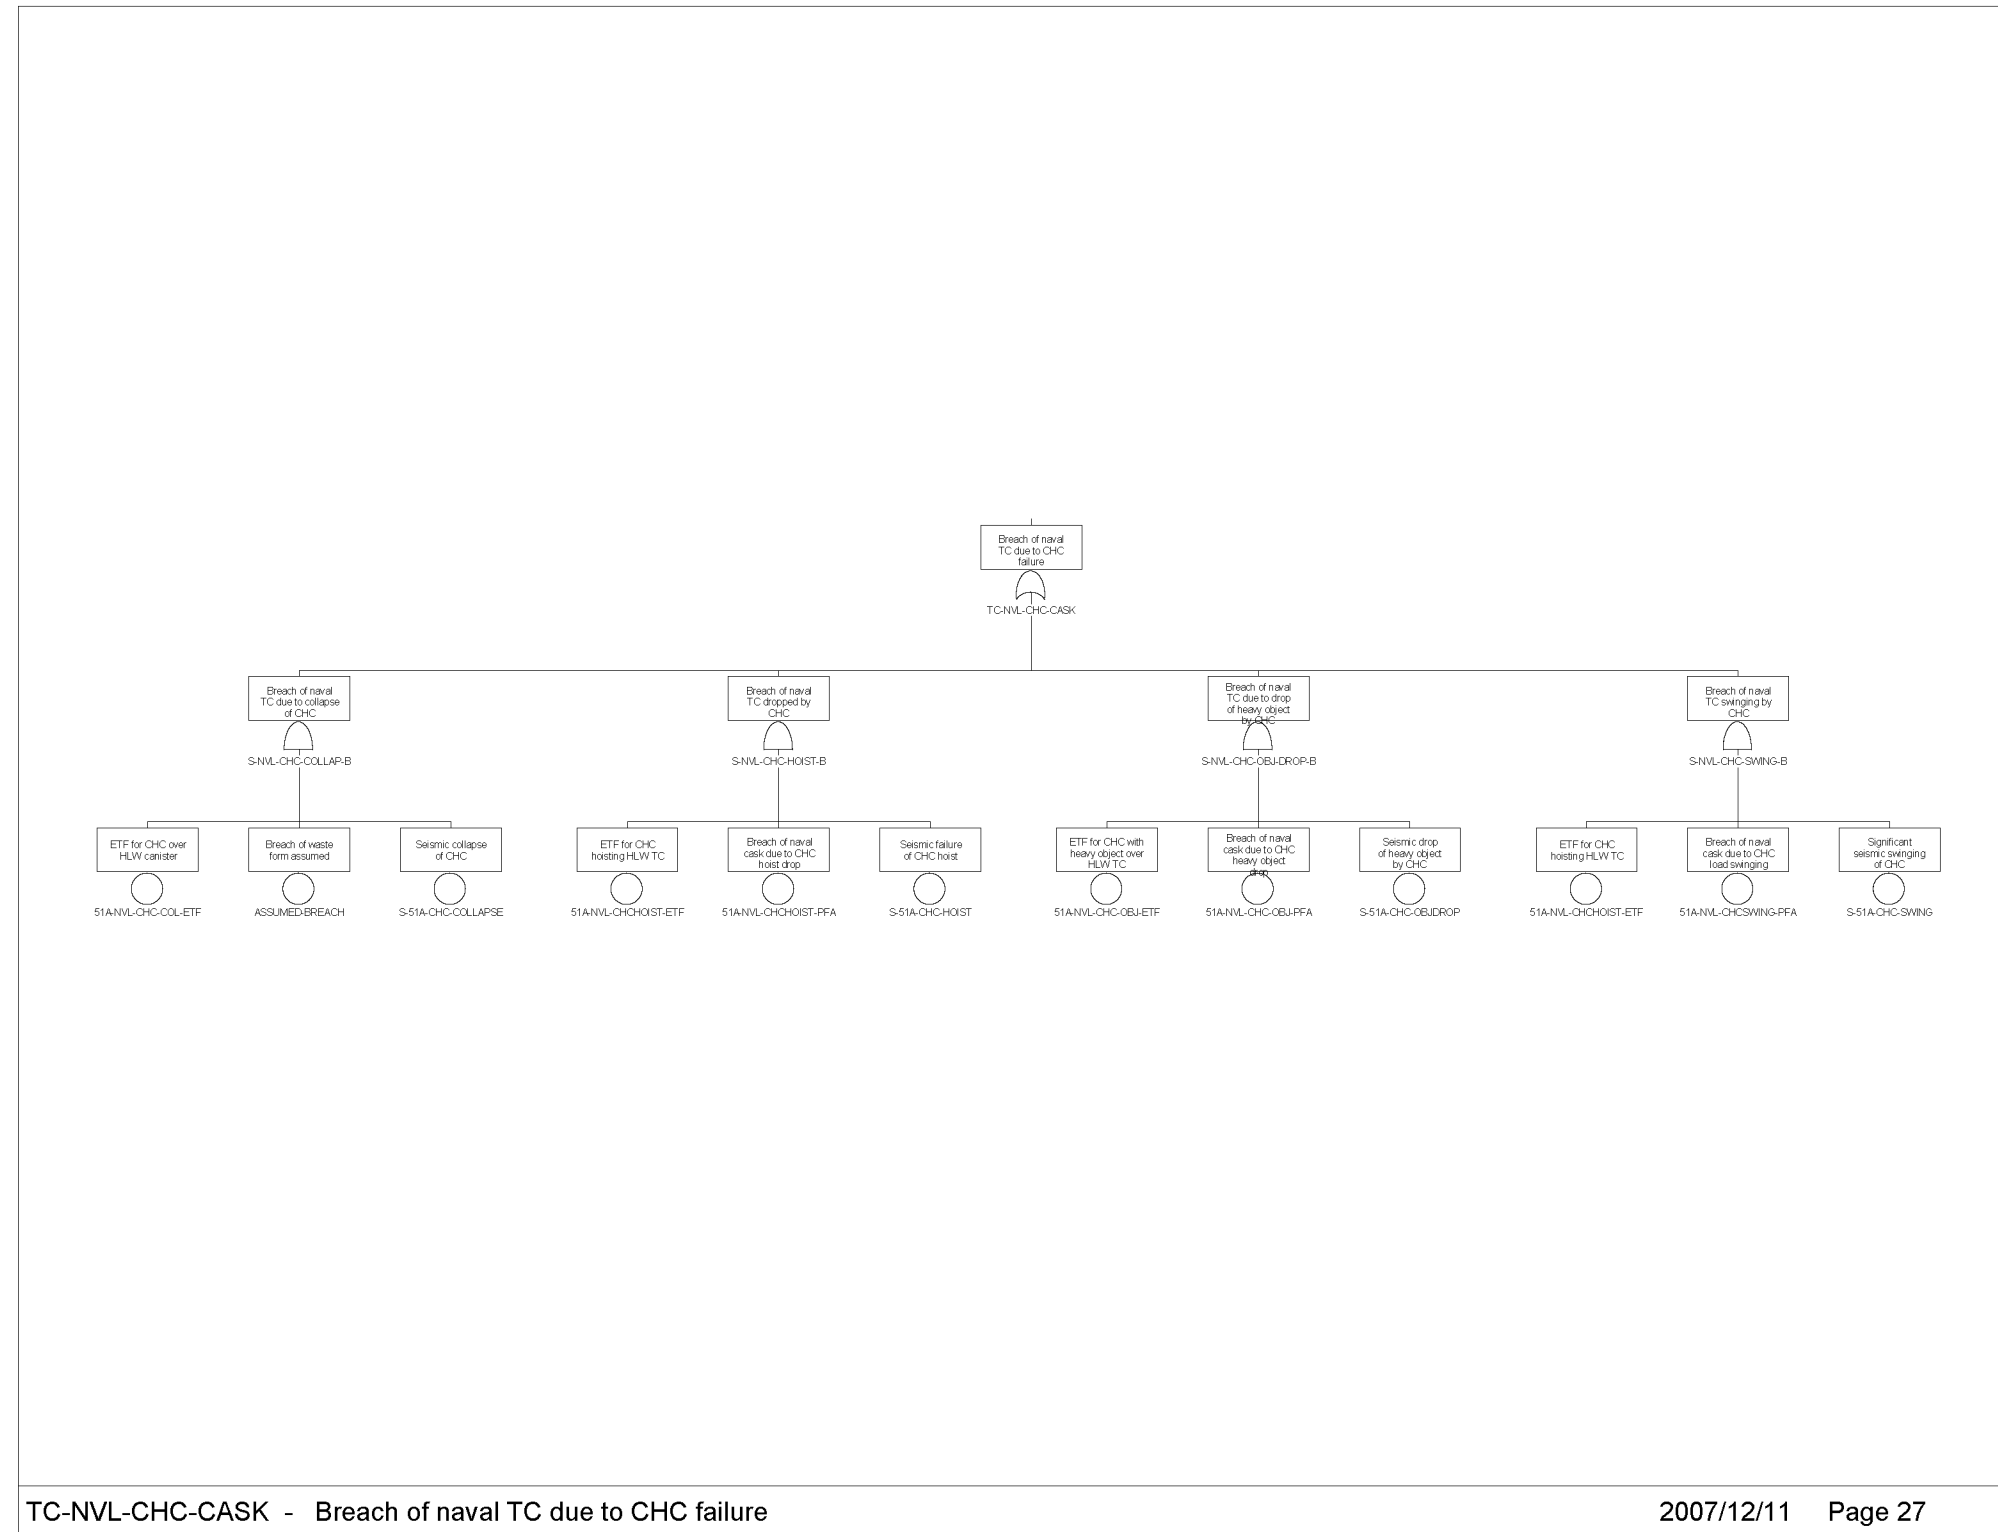 Breach of naval
TC due to CHC
failure
TC-NVL-CHC-CASK
Breach of naval
TC due to collapse
of CHC
S-NVL-CHC-COLLAP-B
Breach of naval
TC dropped by
CHC
S-NVL-CHC-HOIST-B
Breach of naval
TC due to drop
of heavy object
by CHC
S-NVL-CHC-OBJ-DROP-B
Breach of naval
TC swinging by
CHC
S-NVL-CHC-SWING-B
ETF for CHC over
HLW canister
51A-NVL-CHC-COL-ETF
Breach of waste
form assumed
ASSUMED-BREACH
Seismic collapse
of CHC
S-51A-CHC-COLLAPSE
ETF for CHC
hoisting HLW TC
51A-NVL-CHCHOIST-ETF
Breach of naval
cask due to CHC
hoist drop
51A-NVL-CHCHOIST-PFA
Seismic failure
of CHC hoist
S-51A-CHC-HOIST
ETF for CHC with
heavy object over
HLW TC
51A-NVL-CHC-OBJ-ETF
Breach of naval
cask due to CHC
heavy object
drop
51A-NVL-CHC-OBJ-PFA
Seismic drop
of heavy object
by CHC
S-51A-CHC-OBJDROP
ETF for CHC
hoisting HLW TC
51A-NVL-CHCHOIST-ETF
Breach of naval
cask due to CHC
load swinging
51A-NVL-CHCSWING-PFA
Significant
seismic swinging
of CHC
S-51A-CHC-SWING
TC-NVL-CHC-CASK - Breach of naval TC due to CHC failure
2007/12/11 Page 27